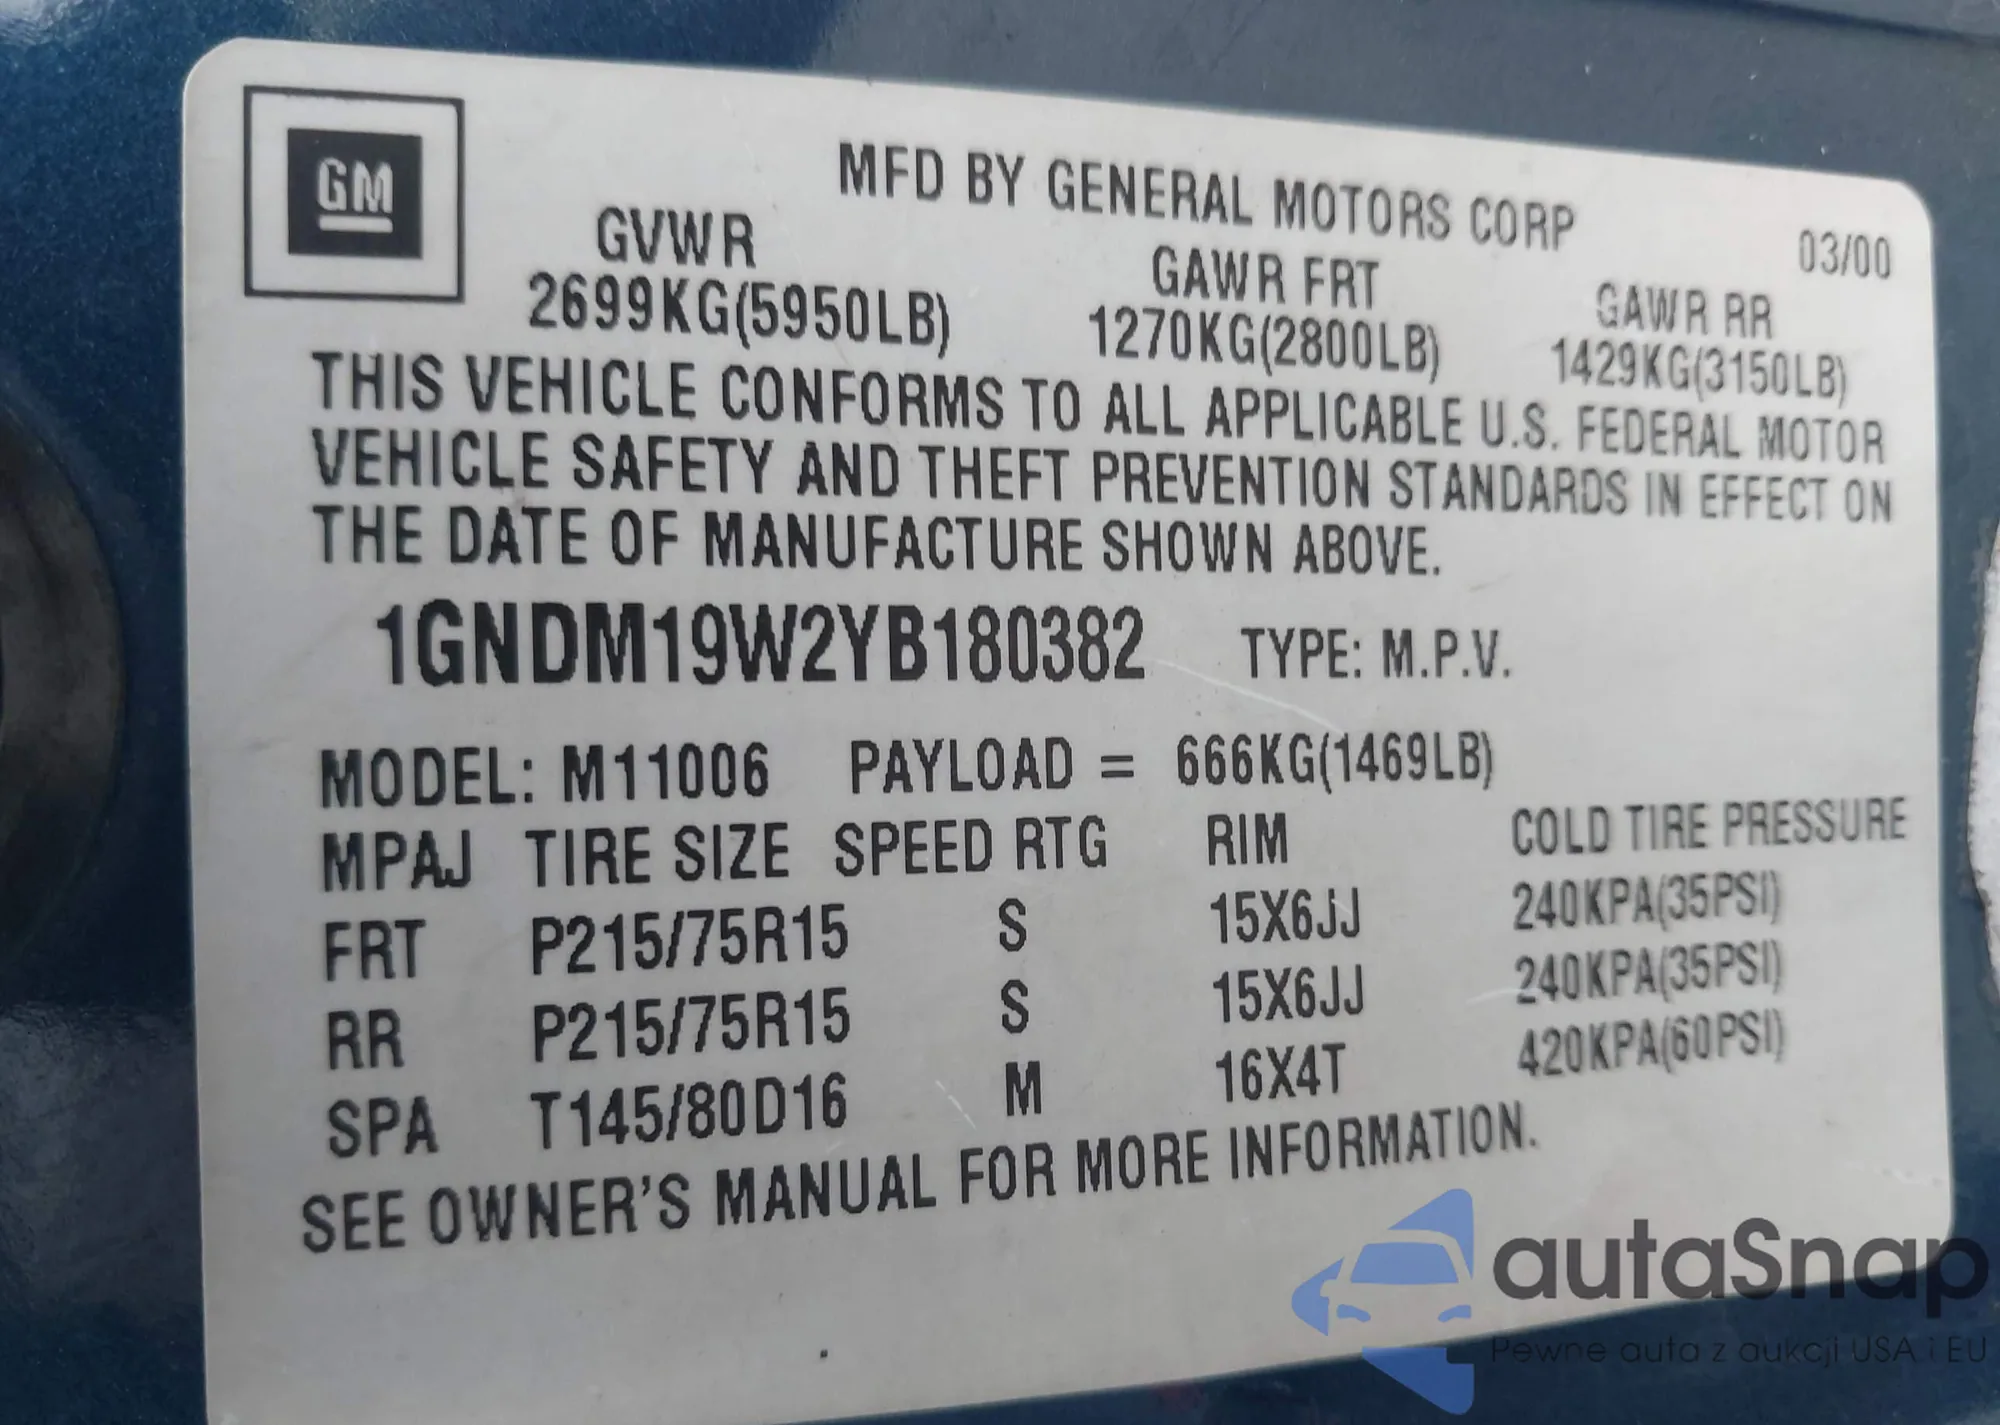 GM
MFD BY GENERAL MOTORS CORP
03/00
GVWR GAWR FRT GAWR RR
2699KG(5950LB) 1270KG(2800LB) 1429KG(3150LB)
THIS VEHICLE CONFORMS TO ALL APPLICABLE U.S. FEDERAL MOTOR
VEHICLE SAFETY AND THEFT PREVENTION STANDARDS IN EFFECT ON
THE DATE OF MANUFACTURE SHOWN ABOVE.
1GNDM19W2YB180382 TYPE: M.P.V.
MODEL: M11006 PAYLOAD = 666KG(1469LB)
MPAJ TIRE SIZE SPEED RTG RIM COLD TIRE PRESSURE
FRT P215/75R15 S 15X6JJ 240KPA(35PSI)
RR P215/75R15 S 15X6JJ 240KPA(35PSI)
SPA T145/80D16 M 16X4T 420KPA(60PSI)
SEE OWNER'S MANUAL FOR MORE INFORMATION.
autaSnap
Pewne auta z aukcji USA i EU